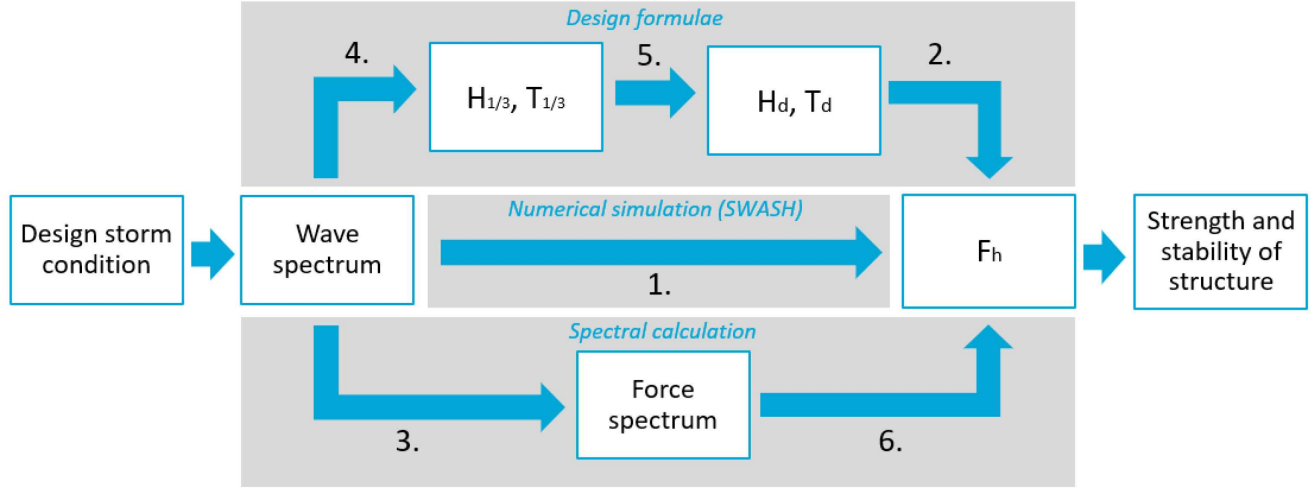 Design formulae
4.
5.
2.
H1/3, T1/3
Hd, Td
Design storm
condition
Wave
spectrum
Numerical simulation (SWASH)
1.
Fh
Strength and
stability of
structure
Spectral calculation
Force
spectrum
3.
6.